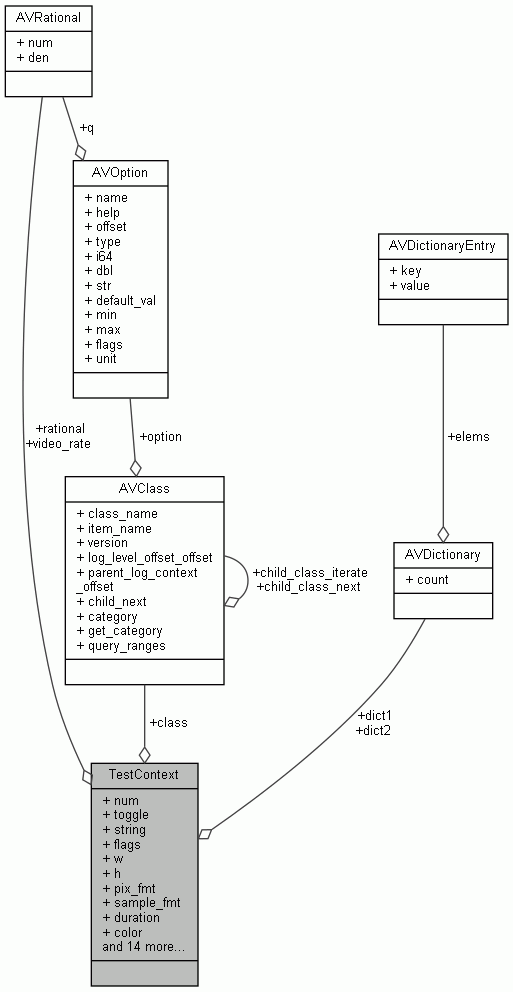 AVRational
+ num
+ den
+q
AVOption
+ name
+ help
+ offset
+ type
+ i64
+ dbl
+ str
+ default_val
+ min
+ max
+ flags
+ unit
AVDictionaryEntry
+ key
+ value
+rational
+video_rate
+option
+elems
AVClass
+ class_name
+ item_name
+ version
+ log_level_offset_offset
+ parent_log_context
_offset
+ child_next
+ category
+ get_category
+ query_ranges
+child_class_iterate
+child_class_next
AVDictionary
+ count
+class
+dict1
+dict2
TestContext
+ num
+ toggle
+ string
+ flags
+ w
+ h
+ pix_fmt
+ sample_fmt
+ duration
+ color
and 14 more...